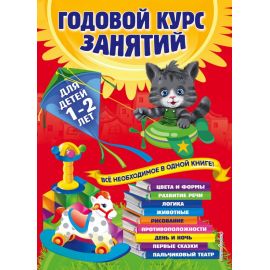 ГОДОВОЙ КУРС
ЗАНЯТИЙ
ДЛЯ
ДЕТЕЙ
1-2
ЛЕТ
ВСЁ НЕОБХОДИМОЕ В ОДНОЙ КНИГЕ!
ЦВЕТА И ФОРМЫ
РАЗВИТИЕ РЕЧИ
ЛОГИКА
ЖИВОТНЫЕ
РИСОВАНИЕ
ПРОТИВОПОЛОЖНОСТИ
ДЕНЬ И НОЧЬ
ПЕРВЫЕ СКАЗКИ
ПАЛЬЧИКОВЫЙ ТЕАТР